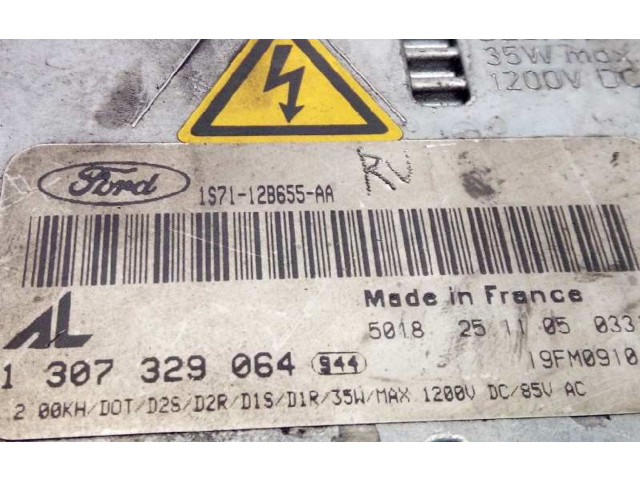 35W max
1200V DC
Ford
1S71-12B655-AA
RV
Made in France
AL
5018 25 11 05 033
1 307 329 064 944
19FM0910
2 00KH/DOT/D2S/D2R/D1S/D1R/35W/MAX 1200V DC/85V AC